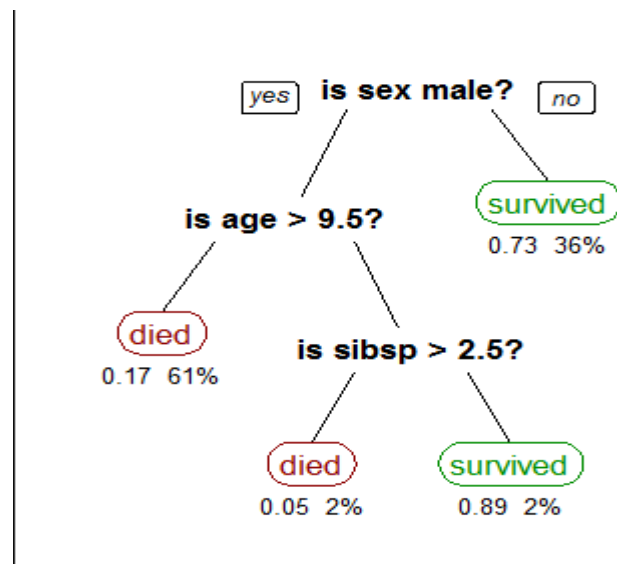 yes is sex male? no
survived
0.73 36%
is age > 9.5?
died
0.17 61%
is sibsp > 2.5?
died survived
0.05 2% 0.89 2%